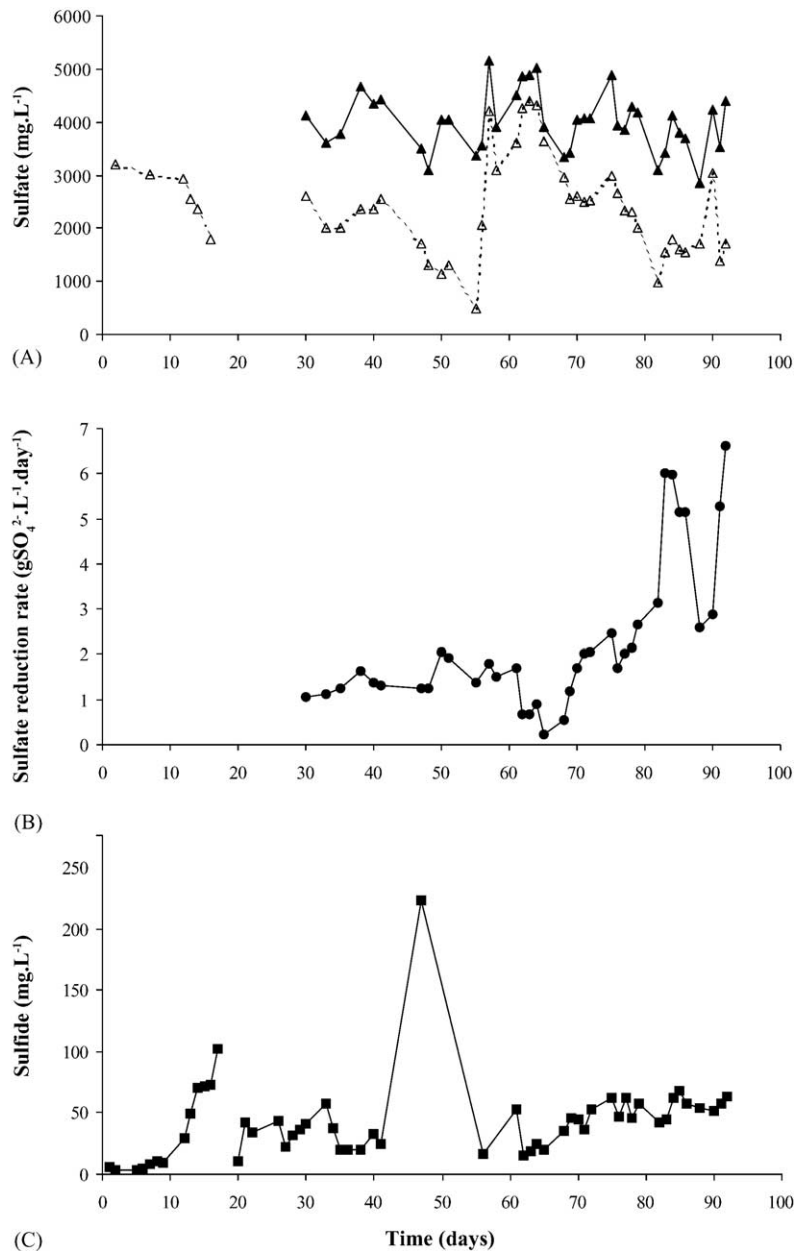 6000
5000
4000
3000
2000
1000
0
Sulfate (mg.L⁻¹)
0 10 20 30 40 50 60 70 80 90 100
(A)
7
6
5
4
3
2
1
0
Sulfate reduction rate (gSO₄²⁻.L⁻¹.day⁻¹)
0 10 20 30 40 50 60 70 80 90 100
(B)
250
200
150
100
50
0
Sulfide (mg.L⁻¹)
0 10 20 30 40 50 60 70 80 90 100
Time (days)
(C)